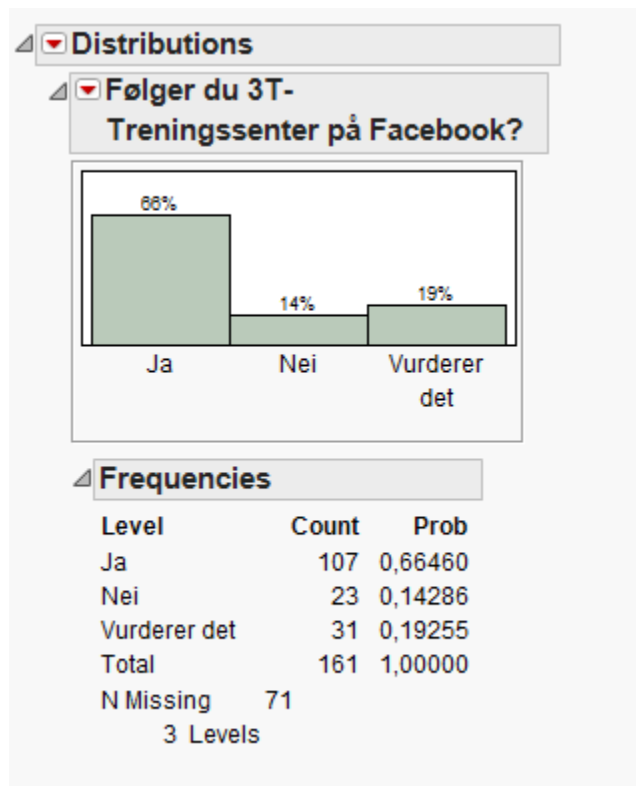 Distributions
Følger du 3T-
Treningssenter på Facebook?
66%
14%
19%
Ja
Nei
Vurderer
det
Frequencies
Level Count Prob
Ja 107 0,66460
Nei 23 0,14286
Vurderer det 31 0,19255
Total 161 1,00000
N Missing 71
3 Levels